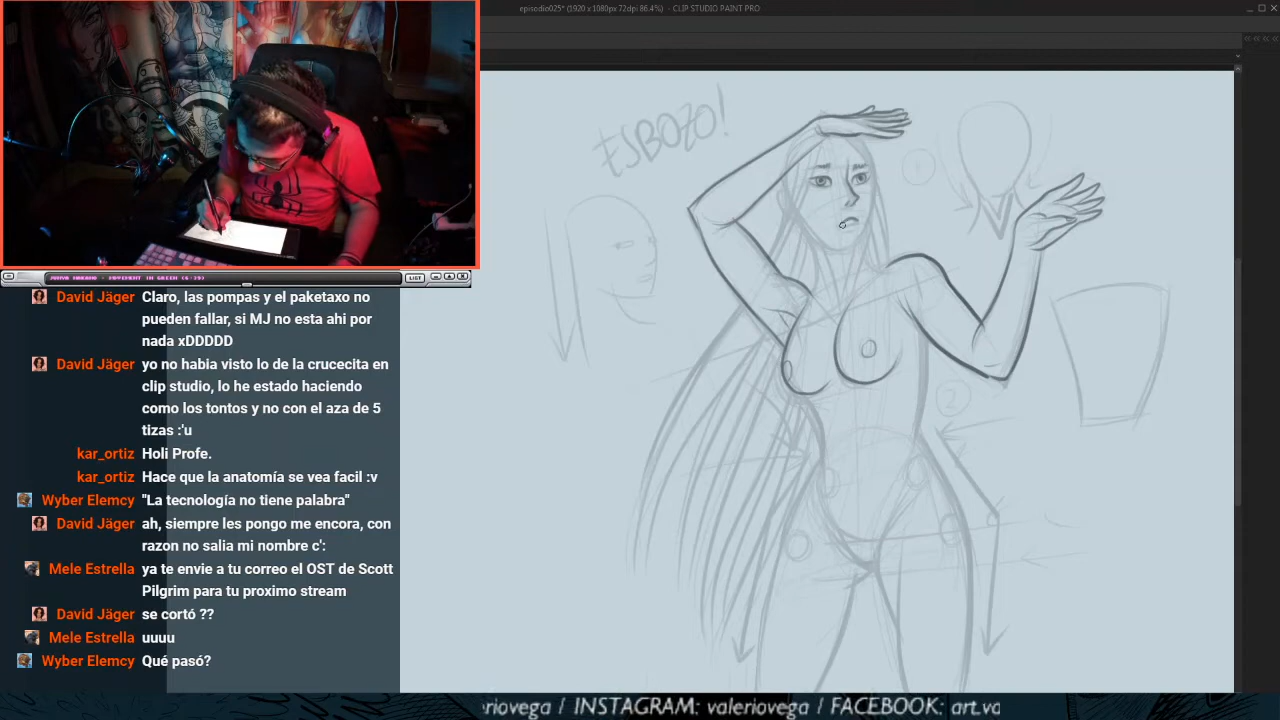 episodio025* (1920 x 1080px 72dpi 86.4%) - CLIP STUDIO PAINT PRO
ESBOZO!
1
2
LIST
David Jäger Claro, las pompas y el paketaxo no
pueden fallar, si MJ no esta ahi por
nada xDDDDD
David Jäger yo no habia visto lo de la crucecita en
clip studio, lo he estado haciendo
como los tontos y no con el aza de 5
tizas :'u
kar_ortiz Holi Profe.
kar_ortiz Hace que la anatomía se vea facil :v
Wyber Elemcy "La tecnología no tiene palabra"
David Jäger ah, siempre les pongo me encora, con
razon no salia mi nombre c':
Mele Estrella ya te envie a tu correo el OST de Scott
Pilgrim para tu proximo stream
David Jäger se cortó ??
Mele Estrella uuuu
Wyber Elemcy Qué pasó?
eriovega / INSTAGRAM: valeriovega / FACEBOOK: art.va